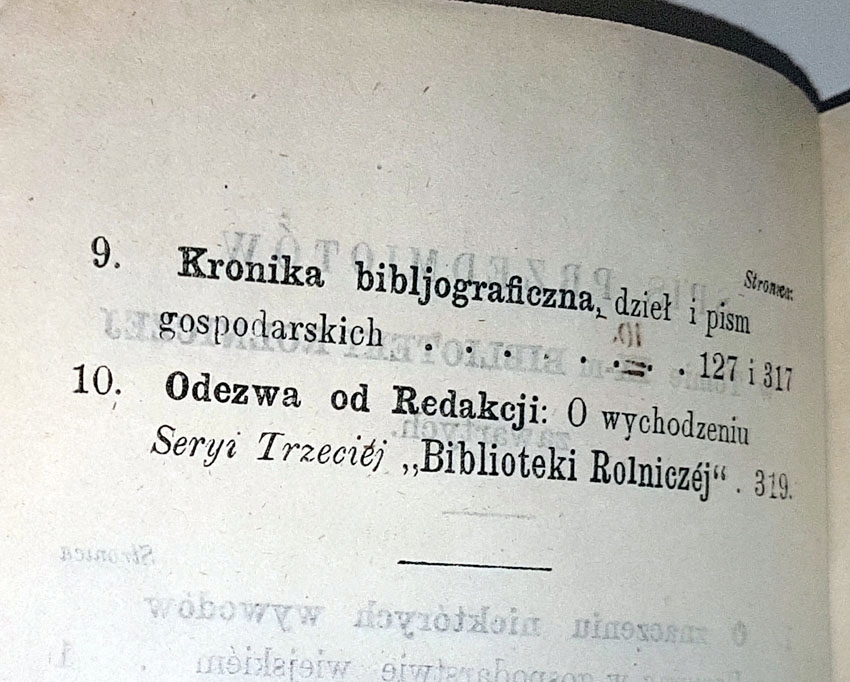 Stronica:
9. Kronika bibljograficzna, dzieł i pism
gospodarskich . . . . . . . 127 i 317
10. Odezwa od Redakcji: O wychodzeniu
Seryi Trzeciéj „Biblioteki Rolniczéj“ . 319.